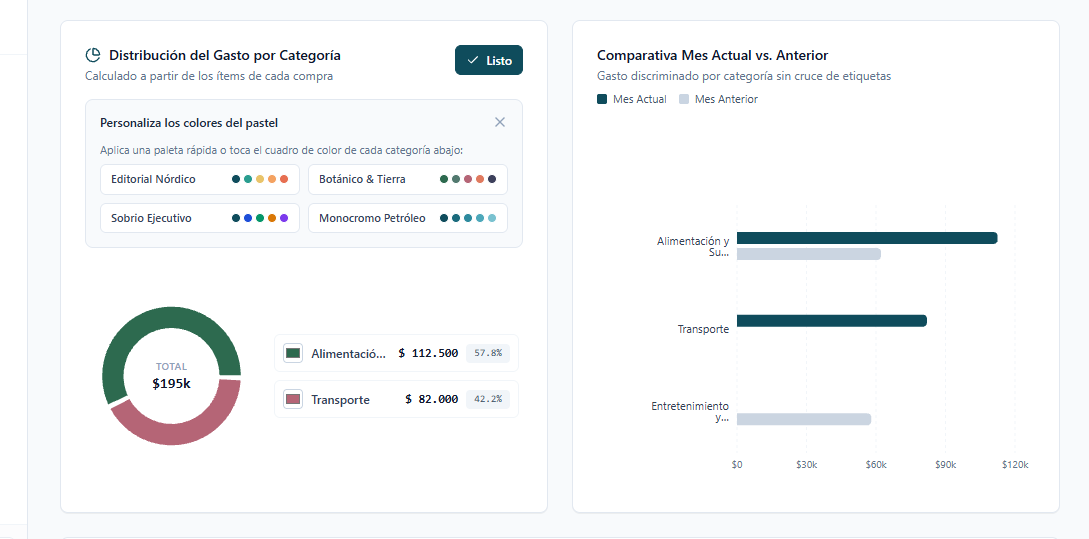 Distribución del Gasto por Categoría
Calculado a partir de los ítems de cada compra
Listo
Personaliza los colores del pastel
Aplica una paleta rápida o toca el cuadro de color de cada categoría abajo:
Editorial Nórdico
Botánico & Tierra
Sobrio Ejecutivo
Monocromo Petróleo
TOTAL
$195k
Alimentació... $ 112.500 57.8%
Transporte $ 82.000 42.2%
Comparativa Mes Actual vs. Anterior
Gasto discriminado por categoría sin cruce de etiquetas
Mes Actual Mes Anterior
Alimentación y
Su...
Transporte
Entretenimiento
y...
$0 $30k $60k $90k $120k